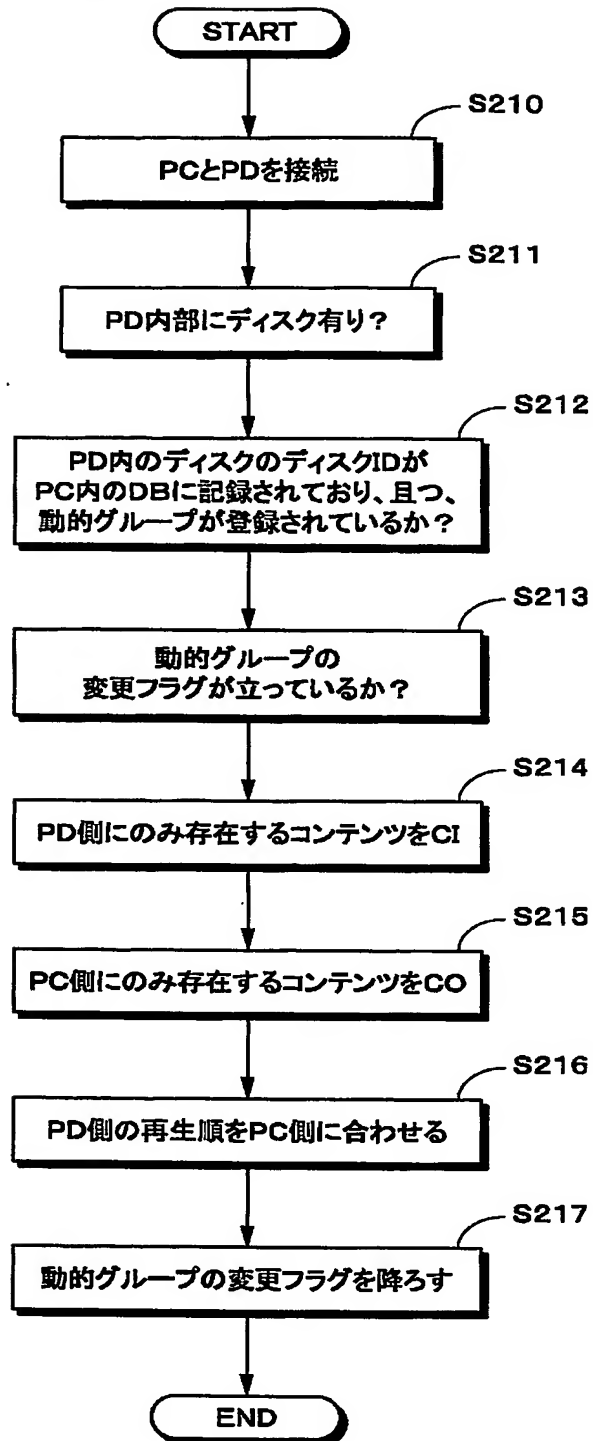 START
S210
PCとPDを接続
S211
PD内部にディスク有り?
S212
PD内のディスクのディスクIDが
PC内のDBに記録されており、且つ、
動的グループが登録されているか?
S213
動的グループの
変更フラグが立っているか?
S214
PD側にのみ存在するコンテンツをCI
S215
PC側にのみ存在するコンテンツをCO
S216
PD側の再生順をPC側に合わせる
S217
動的グループの変更フラグを降ろす
END